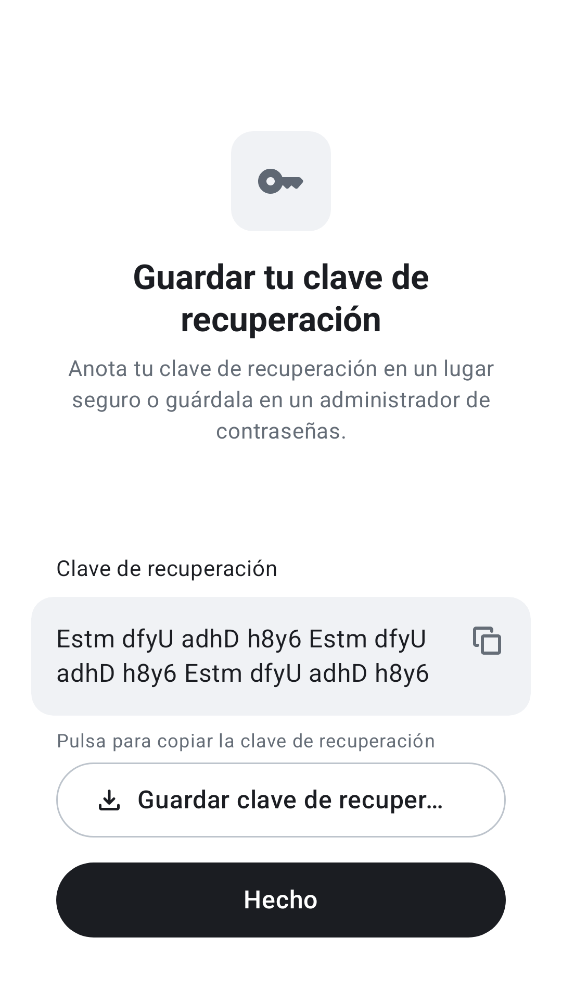 Guardar tu clave de
recuperación
Anota tu clave de recuperación en un lugar
seguro o guárdala en un administrador de
contraseñas.
Clave de recuperación
Estm dfyU adhD h8y6 Estm dfyU
adhD h8y6 Estm dfyU adhD h8y6
Pulsa para copiar la clave de recuperación
Guardar clave de recuper…
Hecho